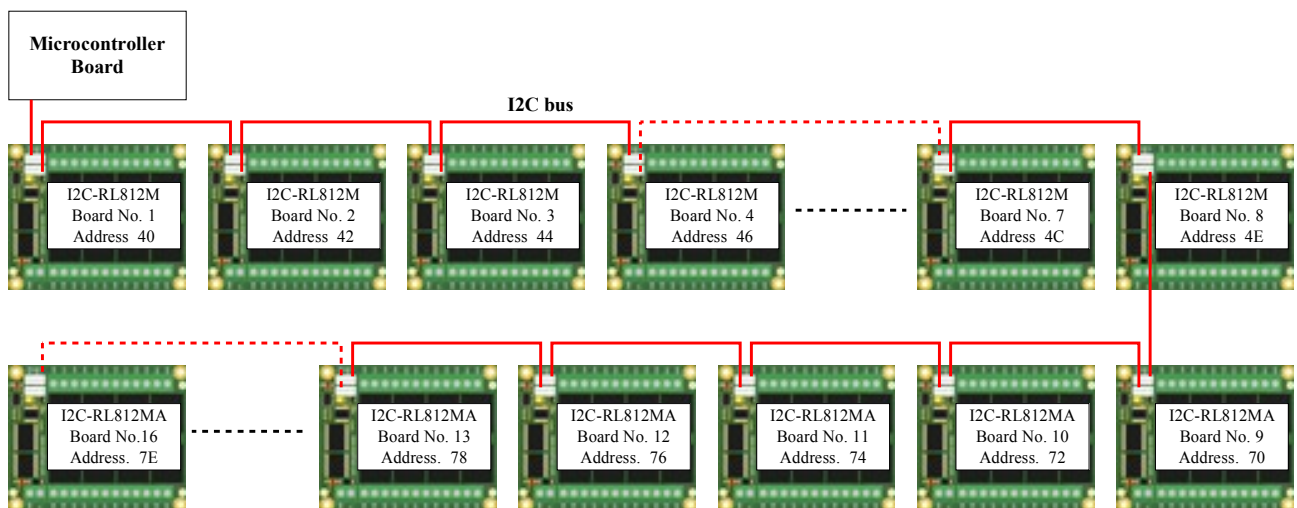 Microcontroller
Board
I2C bus
I2C-RL812M
Board No. 1
Address 40
I2C-RL812M
Board No. 2
Address 42
I2C-RL812M
Board No. 3
Address 44
I2C-RL812M
Board No. 4
Address 46
I2C-RL812M
Board No. 7
Address 4C
I2C-RL812M
Board No. 8
Address 4E
I2C-RL812MA
Board No.16
Address. 7E
I2C-RL812MA
Board No. 13
Address. 78
I2C-RL812MA
Board No. 12
Address. 76
I2C-RL812MA
Board No. 11
Address. 74
I2C-RL812MA
Board No. 10
Address. 72
I2C-RL812MA
Board No. 9
Address. 70